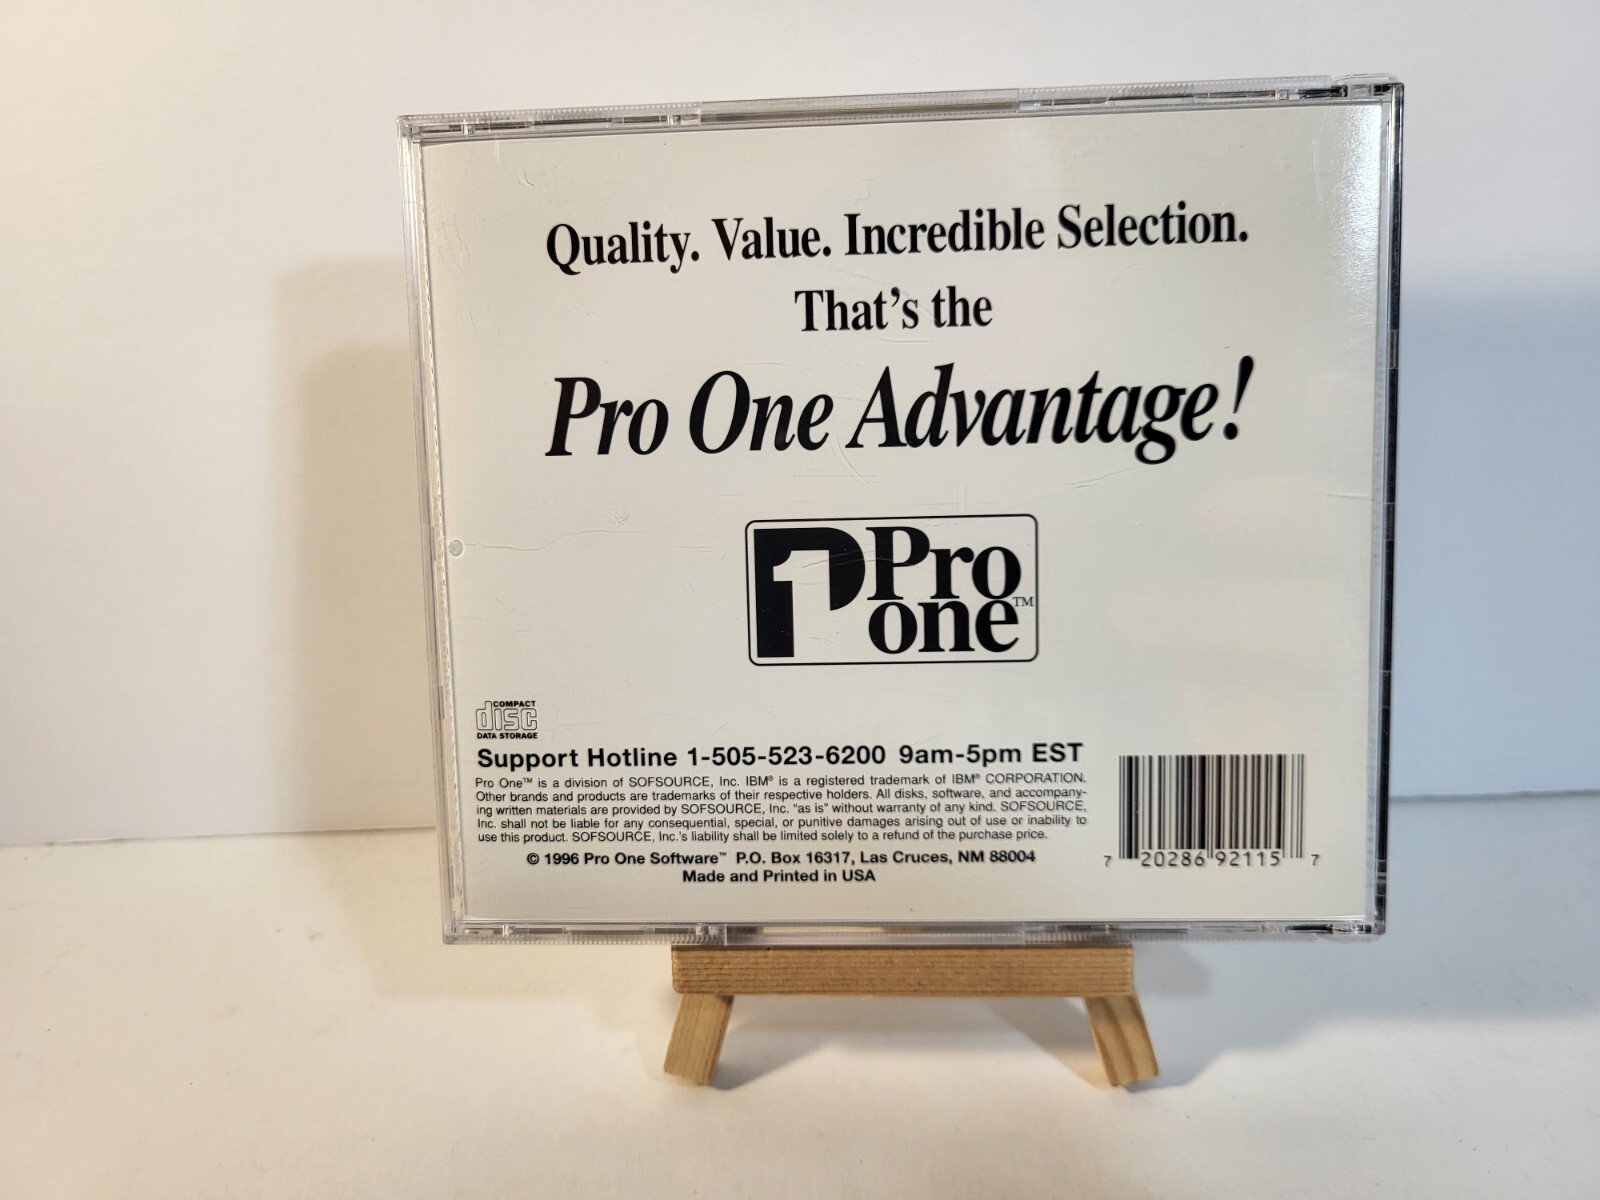 Quality. Value. Incredible Selection.
That's the
Pro One Advantage!
1 Pro
one™
COMPACT
disc
DATA STORAGE
Support Hotline 1-505-523-6200 9am-5pm EST
Pro One™ is a division of SOFSOURCE, Inc. IBM® is a registered trademark of IBM® CORPORATION.
Other brands and products are trademarks of their respective holders. All disks, software, and accompany-
ing written materials are provided by SOFSOURCE, Inc. “as is” without warranty of any kind. SOFSOURCE,
Inc. shall not be liable for any consequential, special, or punitive damages arising out of use or inability to
use this product. SOFSOURCE, Inc.'s liability shall be limited solely to a refund of the purchase price.
© 1996 Pro One Software™ P.O. Box 16317, Las Cruces, NM 88004
Made and Printed in USA
7 20286 92115 7